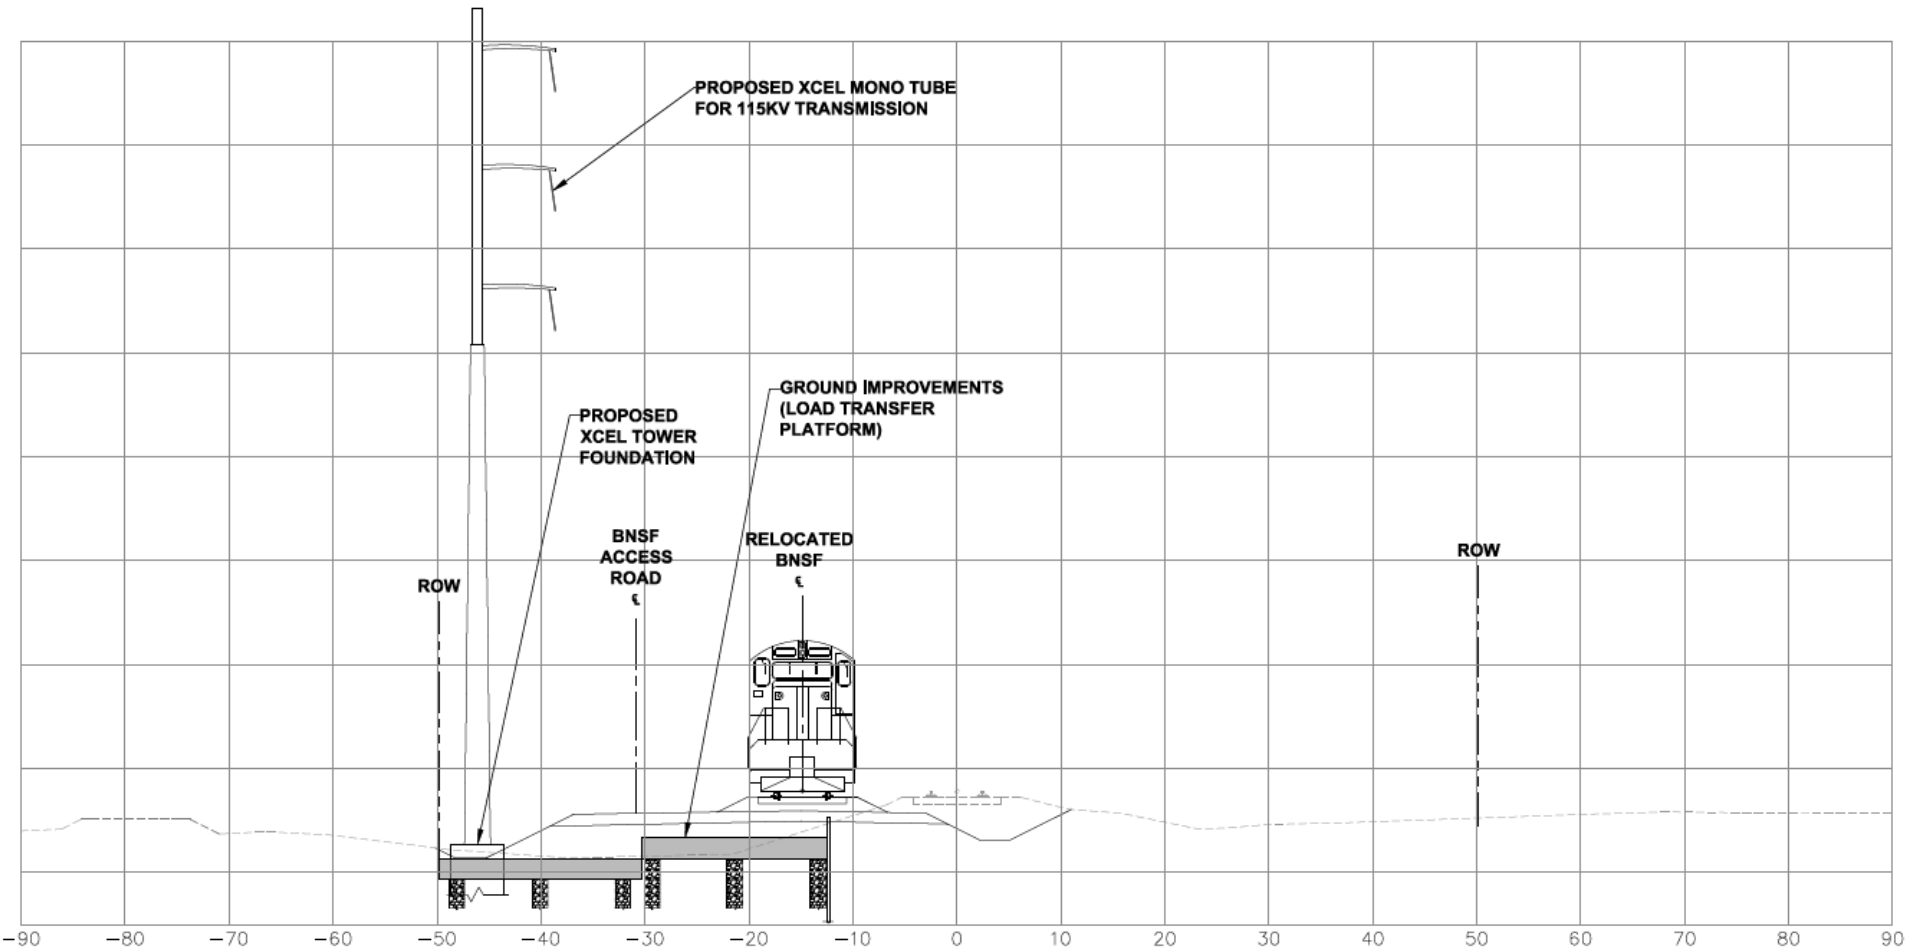 PROPOSED XCEL MONO TUBE
FOR 115KV TRANSMISSION
GROUND IMPROVEMENTS
(LOAD TRANSFER
PLATFORM)
PROPOSED
XCEL TOWER
FOUNDATION
BNSF
ACCESS
ROAD
℄
RELOCATED
BNSF
℄
ROW
ROW
-90 -80 -70 -60 -50 -40 -30 -20 -10 0 10 20 30 40 50 60 70 80 90